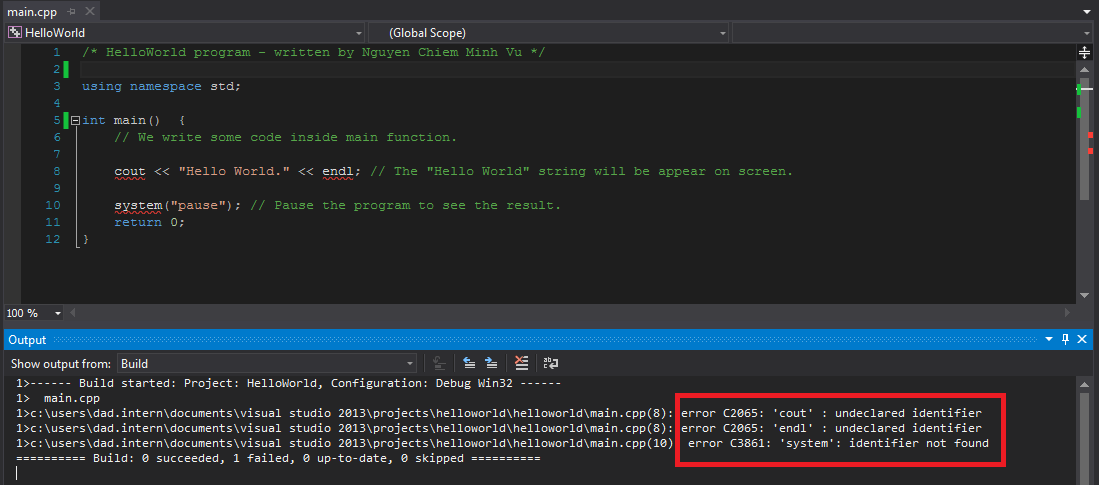 main.cpp
HelloWorld (Global Scope)
1 /* HelloWorld program - written by Nguyen Chiem Minh Vu */
2
3 using namespace std;
4
5 int main()  {
6 // We write some code inside main function.
7
8 cout << "Hello World." << endl; // The "Hello World" string will be appear on screen.
9
10 system("pause"); // Pause the program to see the result.
11 return 0;
12 }
100 %
Output
Show output from: Build
1>------ Build started: Project: HelloWorld, Configuration: Debug Win32 ------
1>  main.cpp
1>c:\users\dad.intern\documents\visual studio 2013\projects\helloworld\helloworld\main.cpp(8): error C2065: 'cout' : undeclared identifier
1>c:\users\dad.intern\documents\visual studio 2013\projects\helloworld\helloworld\main.cpp(8): error C2065: 'endl' : undeclared identifier
1>c:\users\dad.intern\documents\visual studio 2013\projects\helloworld\helloworld\main.cpp(10) error C3861: 'system': identifier not found
========== Build: 0 succeeded, 1 failed, 0 up-to-date, 0 skipped ==========